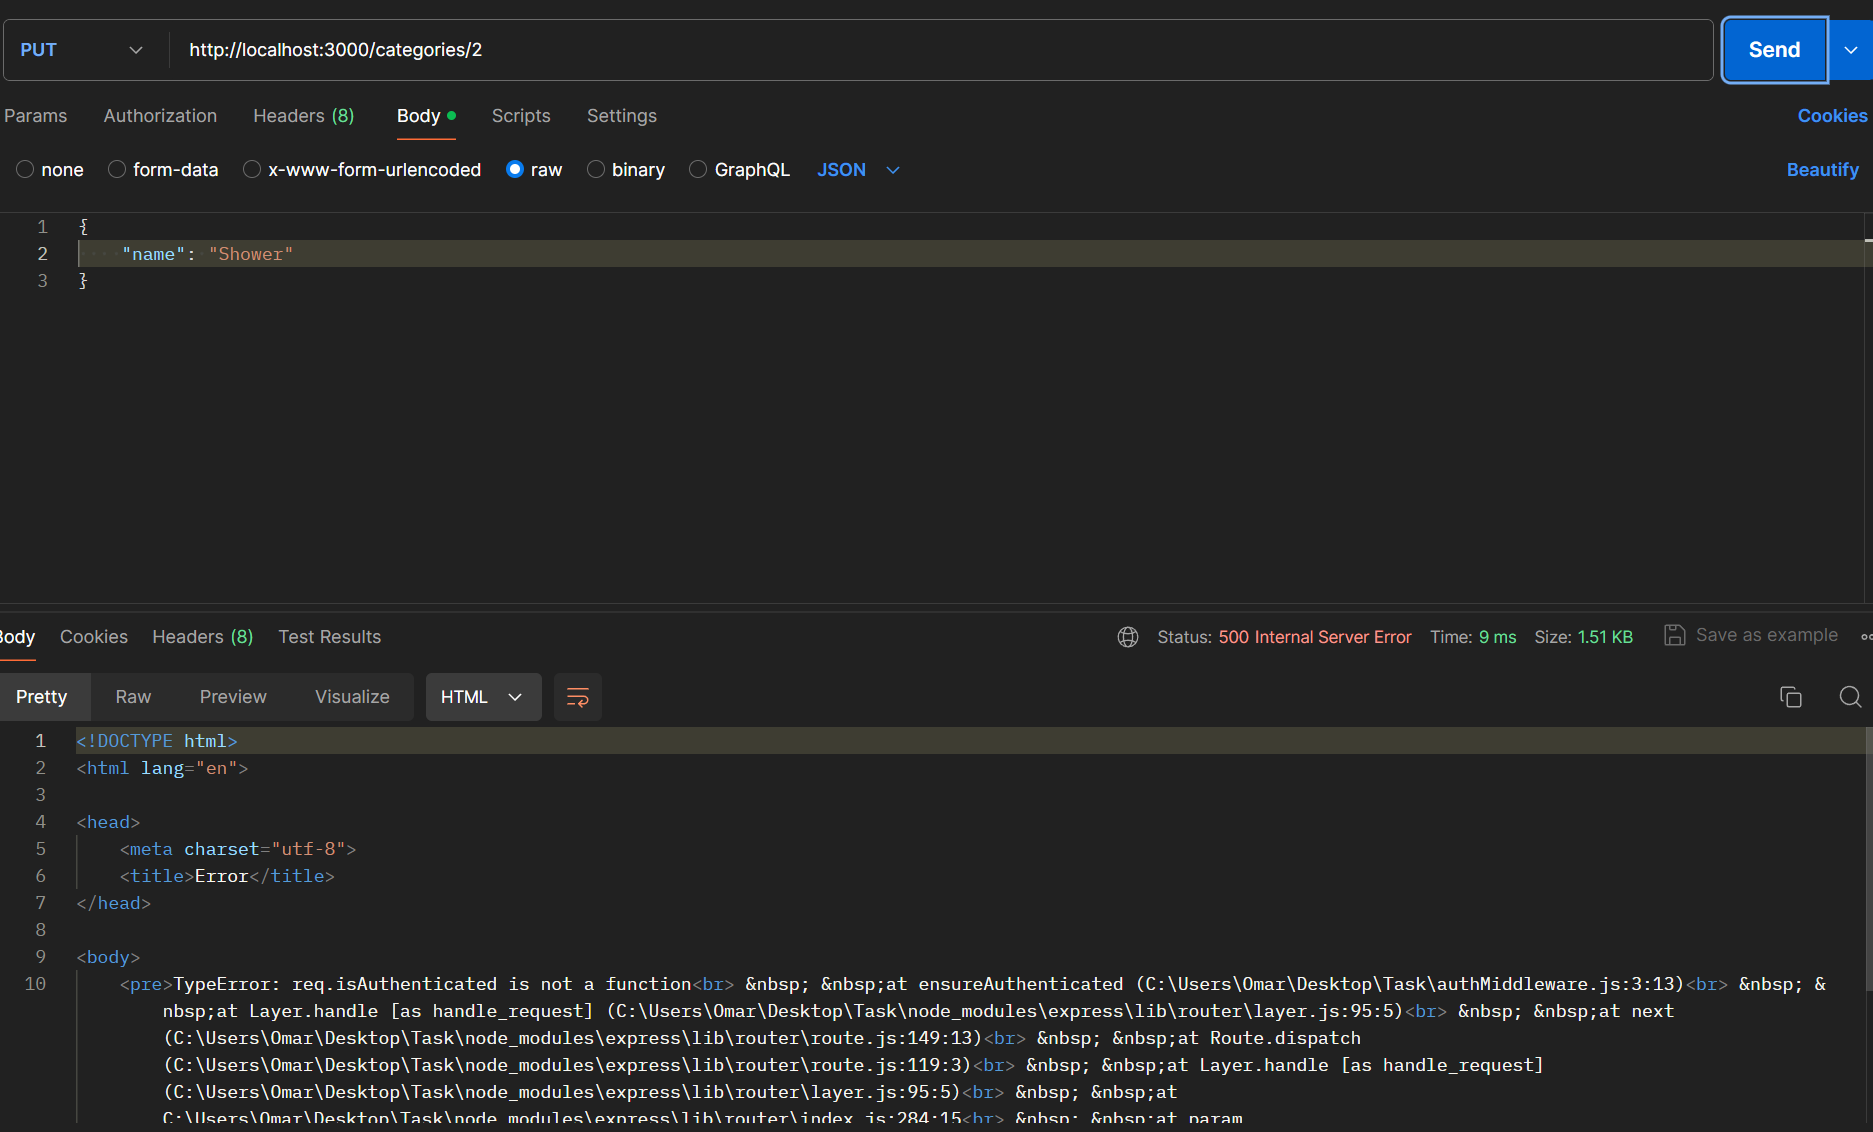 PUT http://localhost:3000/categories/2 Send
Params Authorization Headers (8) Body Scripts Settings Cookies
none form-data x-www-form-urlencoded raw binary GraphQL JSON Beautify
1 {
2 "name": "Shower"
3 }
Body Cookies Headers (8) Test Results Status: 500 Internal Server Error Time: 9 ms Size: 1.51 KB Save as example
Pretty Raw Preview Visualize HTML
1 <!DOCTYPE html>
2 <html lang="en">
3
4 <head>
5 <meta charset="utf-8">
6 <title>Error</title>
7 </head>
8
9 <body>
10 <pre>TypeError: req.isAuthenticated is not a function<br> &nbsp; &nbsp;at ensureAuthenticated (C:\Users\Omar\Desktop\Task\authMiddleware.js:3:13)<br> &nbsp; &
nbsp;at Layer.handle [as handle_request] (C:\Users\Omar\Desktop\Task\node_modules\express\lib\router\layer.js:95:5)<br> &nbsp; &nbsp;at next
(C:\Users\Omar\Desktop\Task\node_modules\express\lib\router\route.js:149:13)<br> &nbsp; &nbsp;at Route.dispatch
(C:\Users\Omar\Desktop\Task\node_modules\express\lib\router\route.js:119:3)<br> &nbsp; &nbsp;at Layer.handle [as handle_request]
(C:\Users\Omar\Desktop\Task\node_modules\express\lib\router\layer.js:95:5)<br> &nbsp; &nbsp;at
C:\Users\Omar\Desktop\Task\node_modules\express\lib\router\index.js:284:15<br> &nbsp; &nbsp;at param